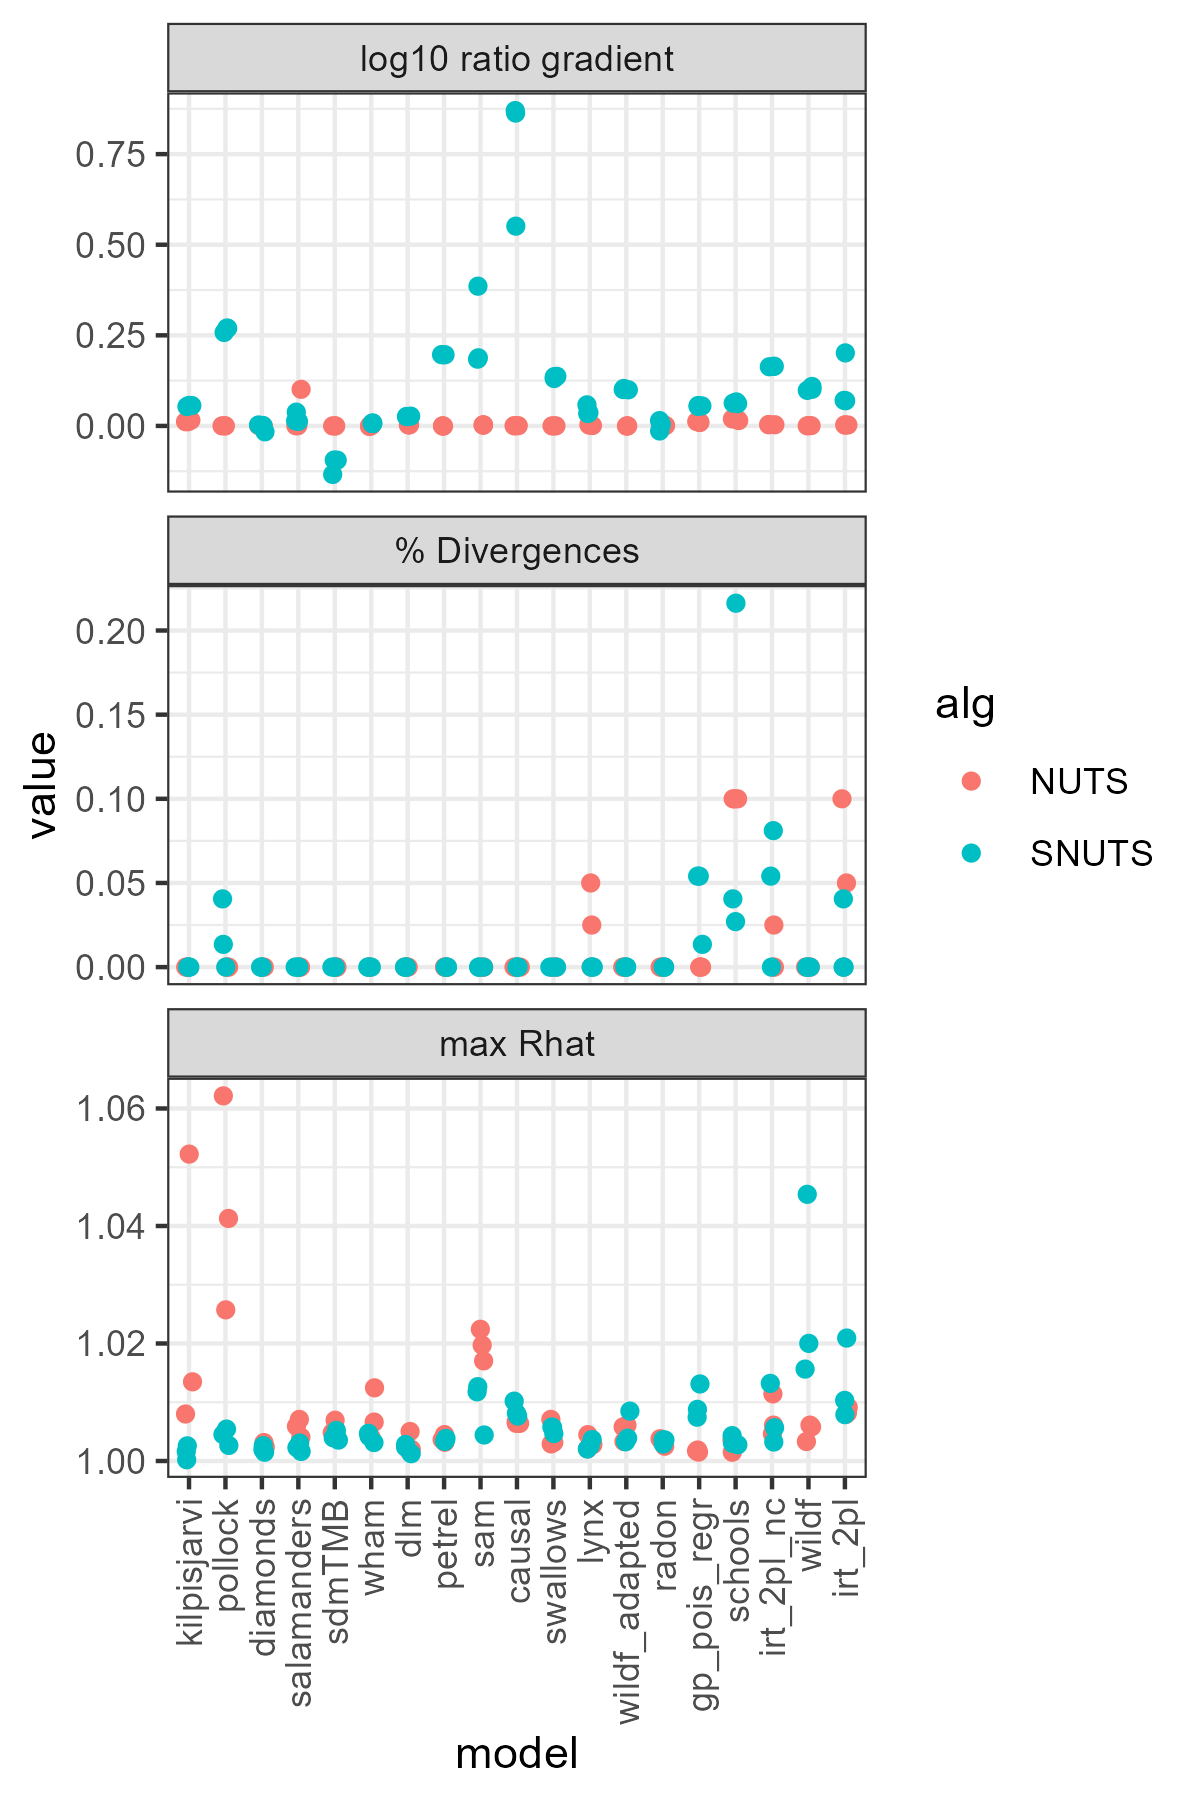 log10 ratio gradient
0.75
0.50
0.25
0.00
% Divergences
0.20
0.15
0.10
0.05
0.00
max Rhat
1.06
1.04
1.02
1.00
value
kilpisjarvi
pollock
diamonds
salamanders
sdmTMB
wham
dlm
petrel
sam
causal
swallows
lynx
wildf_adapted
radon
gp_pois_regr
schools
irt_2pl_nc
wildf
irt_2pl
model
alg
NUTS
SNUTS